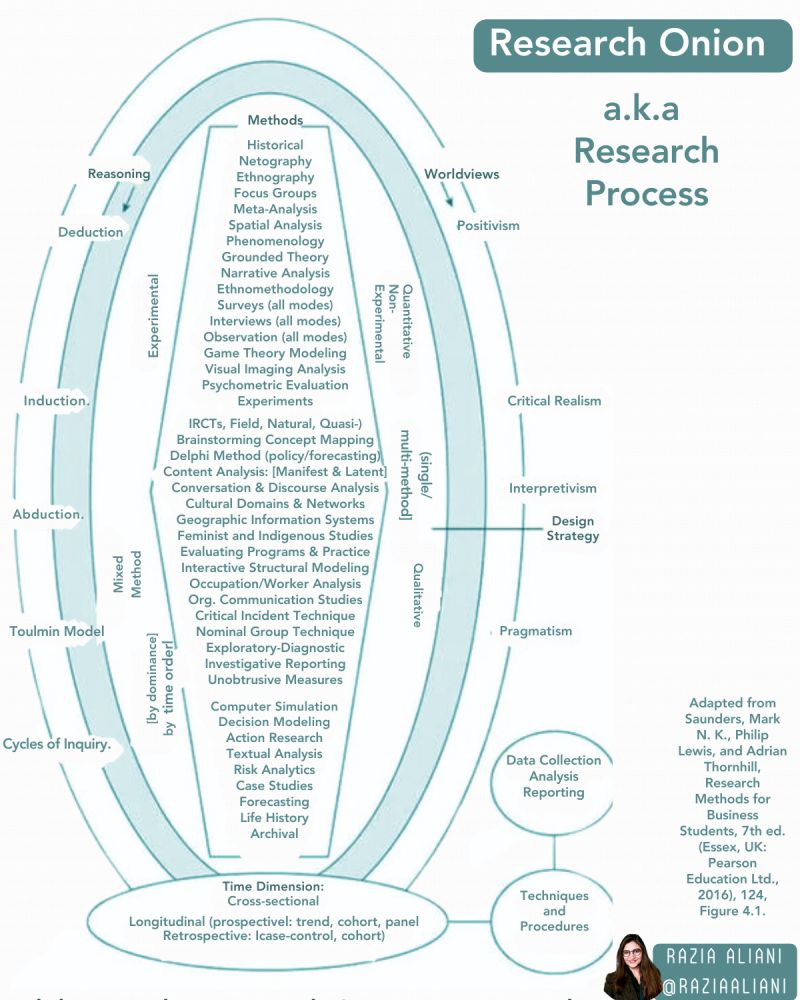 Research Onion
a.k.a
Research
Process
Methods
Historical
Netography
Ethnography
Focus Groups
Meta-Analysis
Spatial Analysis
Phenomenology
Grounded Theory
Narrative Analysis
Ethnomethodology
Surveys (all modes)
Interviews (all modes)
Observation (all modes)
Game Theory Modeling
Visual Imaging Analysis
Psychometric Evaluation
Experiments
IRCTs, Field, Natural, Quasi-)
Brainstorming Concept Mapping
Delphi Method (policy/forecasting)
Content Analysis: [Manifest & Latent]
Conversation & Discourse Analysis
Cultural Domains & Networks
Geographic Information Systems
Feminist and Indigenous Studies
Evaluating Programs & Practice
Interactive Structural Modeling
Occupation/Worker Analysis
Org. Communication Studies
Critical Incident Technique
Nominal Group Technique
Exploratory-Diagnostic
Investigative Reporting
Unobtrusive Measures
Computer Simulation
Decision Modeling
Action Research
Textual Analysis
Risk Analytics
Case Studies
Forecasting
Life History
Archival
Reasoning
Deduction
Induction.
Abduction.
Toulmin Model
Cycles of Inquiry.
Experimental
Mixed
Method
[by dominance]
by time order|
Quantitative
Non-
Experimental
(single/
multi-method]
Qualitative
Worldviews
Positivism
Critical Realism
Interpretivism
Design
Strategy
Pragmatism
Time Dimension:
Cross-sectional
Longitudinal (prospectivel: trend, cohort, panel
Retrospective: Icase-control, cohort)
Data Collection
Analysis
Reporting
Techniques
and
Procedures
Adapted from
Saunders, Mark
N. K., Philip
Lewis, and Adrian
Thornhill,
Research
Methods for
Business
Students, 7th ed.
(Essex, UK:
Pearson
Education Ltd.,
2016), 124,
Figure 4.1.
RAZIA ALIANI
@RAZIAALIANI